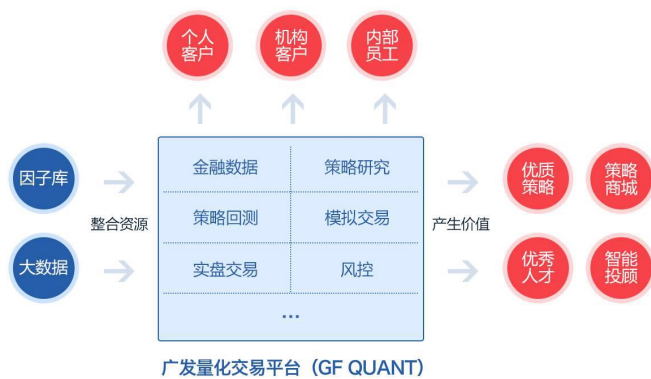 个人
客户
机构
客户
内部
员工
因子库
大数据
整合资源
金融数据
策略研究
策略回测
模拟交易
实盘交易
风控
...
产生价值
优质
策略
策略
商城
优秀
人才
智能
投顾
广发量化交易平台（GF QUANT）